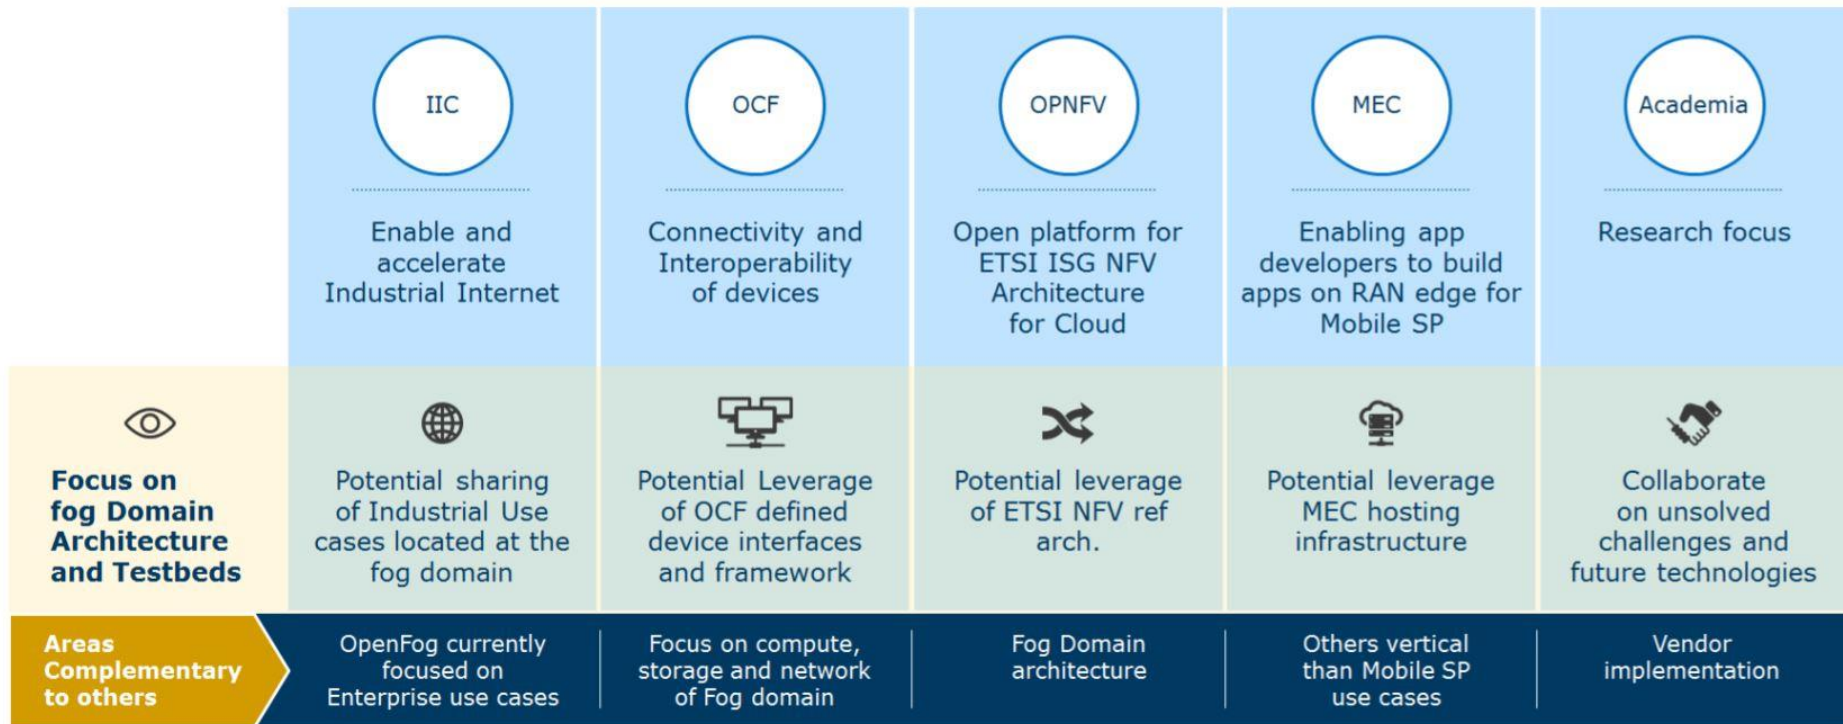 IIC
OCF
OPNFV
MEC
Academia
Enable and
accelerate
Industrial Internet
Connectivity and
Interoperability
of devices
Open platform for
ETSI ISG NFV
Architecture
for Cloud
Enabling app
developers to build
apps on RAN edge for
Mobile SP
Research focus
Focus on
fog Domain
Architecture
and Testbeds
Potential sharing
of Industrial Use
cases located at the
fog domain
Potential Leverage
of OCF defined
device interfaces
and framework
Potential leverage
of ETSI NFV ref
arch.
Potential leverage
MEC hosting
infrastructure
Collaborate
on unsolved
challenges and
future technologies
Areas
Complementary
to others
OpenFog currently
focused on
Enterprise use cases
Focus on compute,
storage and network
of Fog domain
Fog Domain
architecture
Others vertical
than Mobile SP
use cases
Vendor
implementation